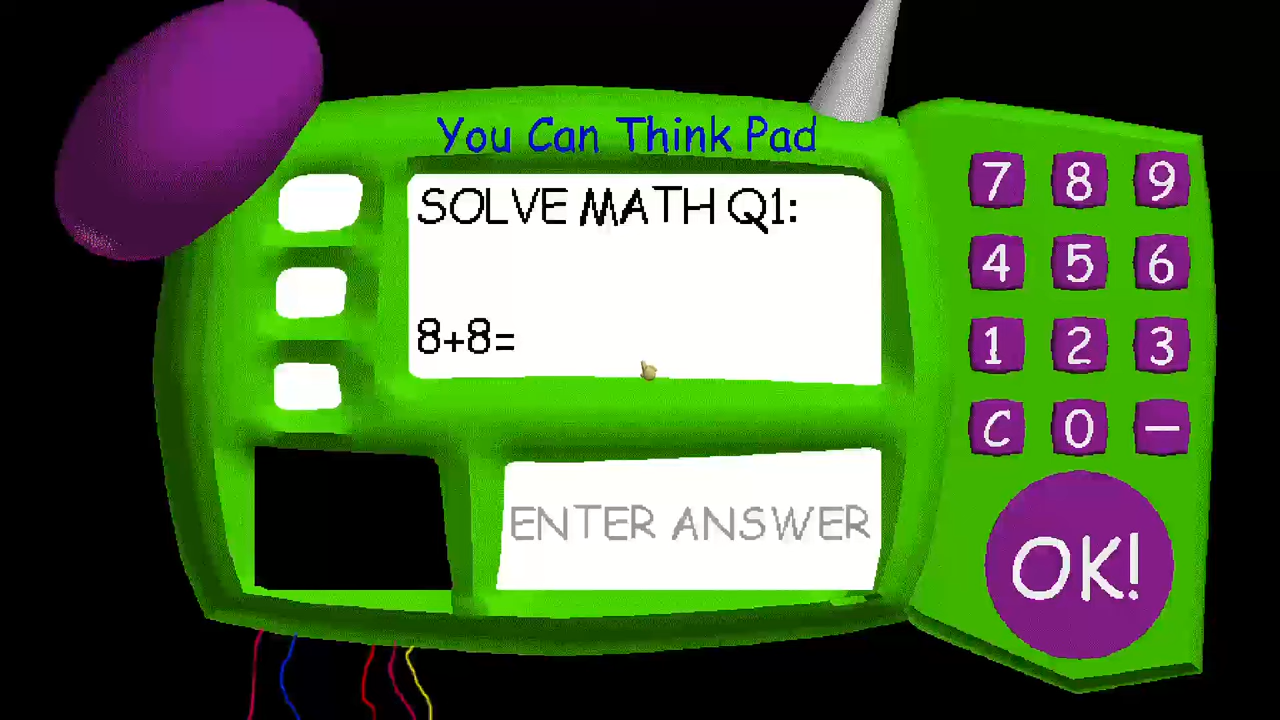 You Can Think Pad
SOLVE MATH Q1:
8+8=
ENTER ANSWER
7 8 9
4 5 6
1 2 3
C 0 —
OK!